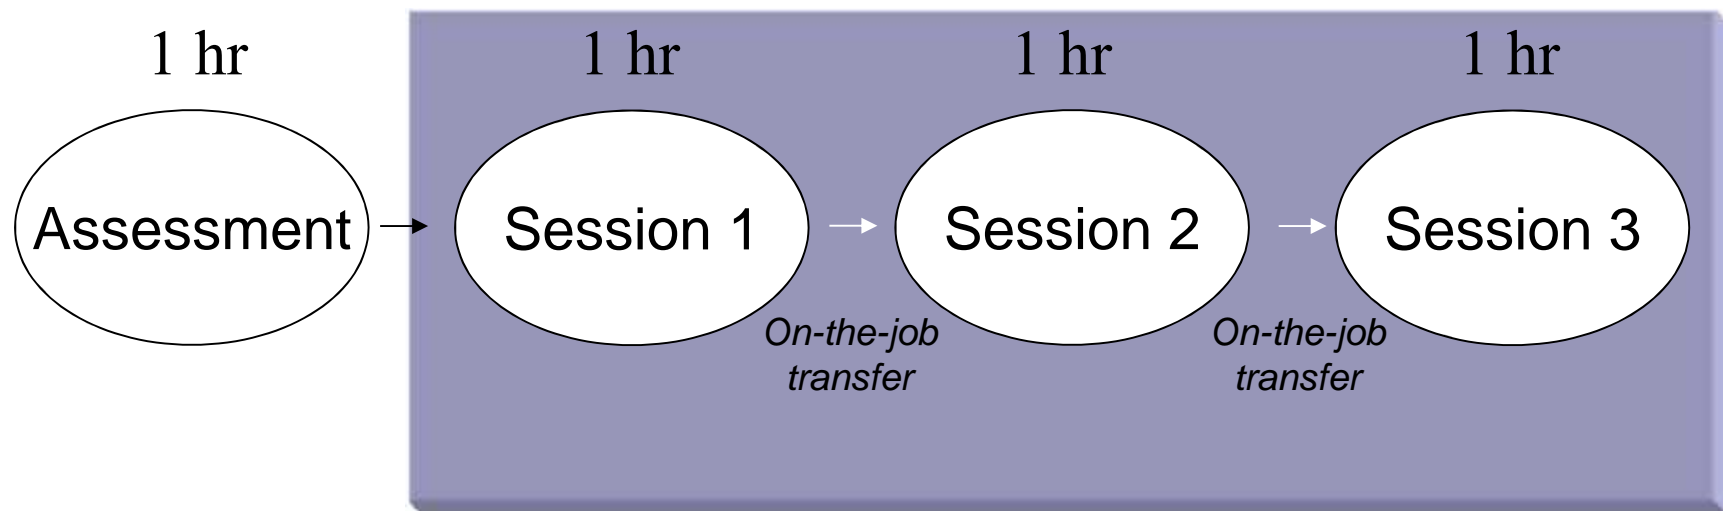 1 hr
1 hr
1 hr
1 hr
Assessment
Session 1
Session 2
Session 3
On-the-job
transfer
On-the-job
transfer